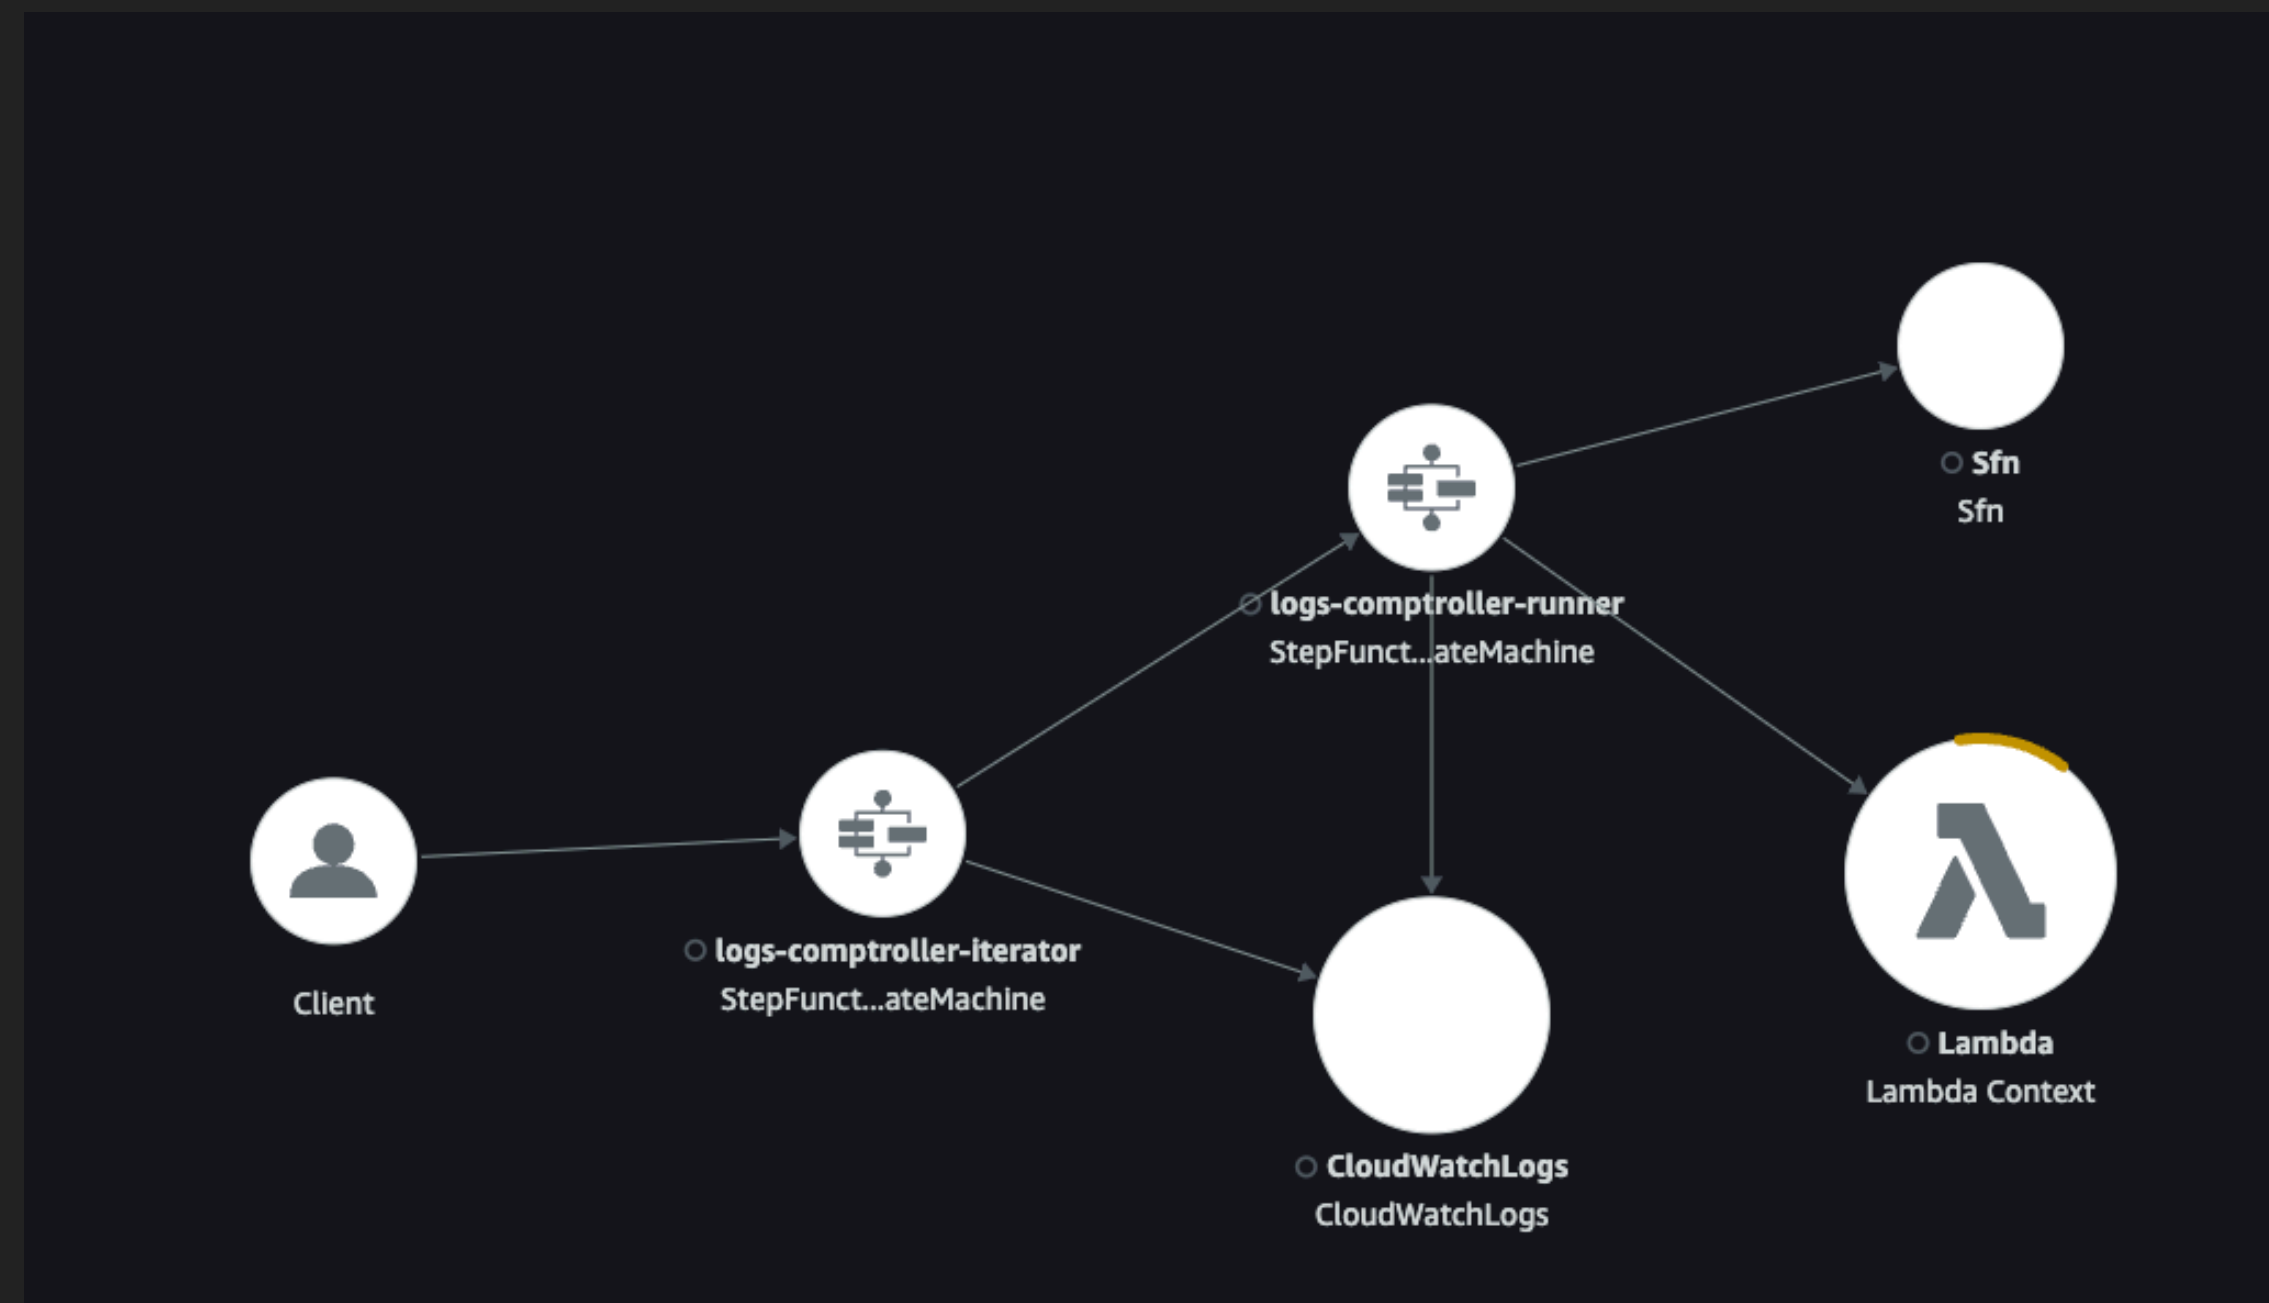 Sfn
Sfn
logs-comptroller-runner
StepFunct...ateMachine
logs-comptroller-iterator
StepFunct...ateMachine
Client
Lambda
Lambda Context
CloudWatchLogs
CloudWatchLogs